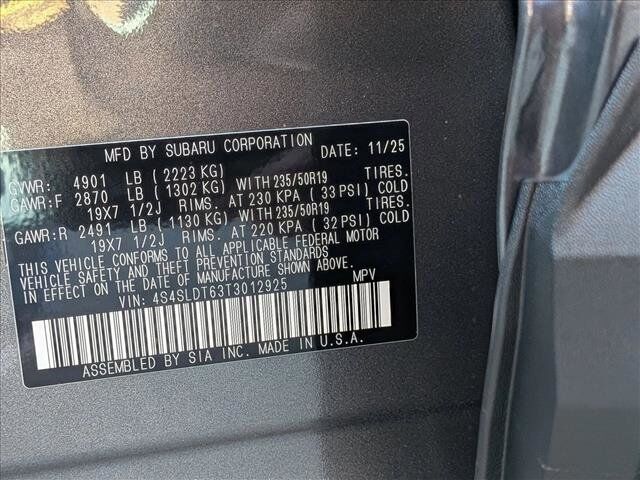 MFD BY SUBARU CORPORATION DATE: 11/25
GVWR: 4901 LB (2223 KG)
GAWR:F 2870 LB (1302 KG) WITH 235/50R19 TIRES.
19X7 1/2J RIMS. AT 230 KPA (33 PSI) COLD
GAWR:R 2491 LB (1130 KG) WITH 235/50R19 TIRES.
19X7 1/2J RIMS. AT 220 KPA (32 PSI) COLD
THIS VEHICLE CONFORMS TO ALL APPLICABLE FEDERAL MOTOR
VEHICLE SAFETY AND THEFT PREVENTION STANDARDS
IN EFFECT ON THE DATE OF MANUFACTURE SHOWN ABOVE.
VIN: 4S4SLDT63T3012925 MPV
ASSEMBLED BY SIA INC. MADE IN U.S.A.